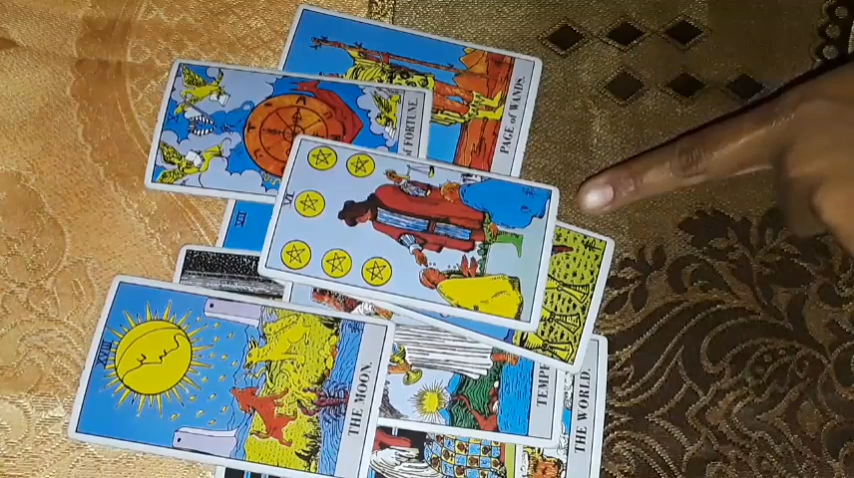 PAGE of WANDS.
of FORTUNE.
VI
XVIII
THE MOON.
TEMPE
THE WORLD.